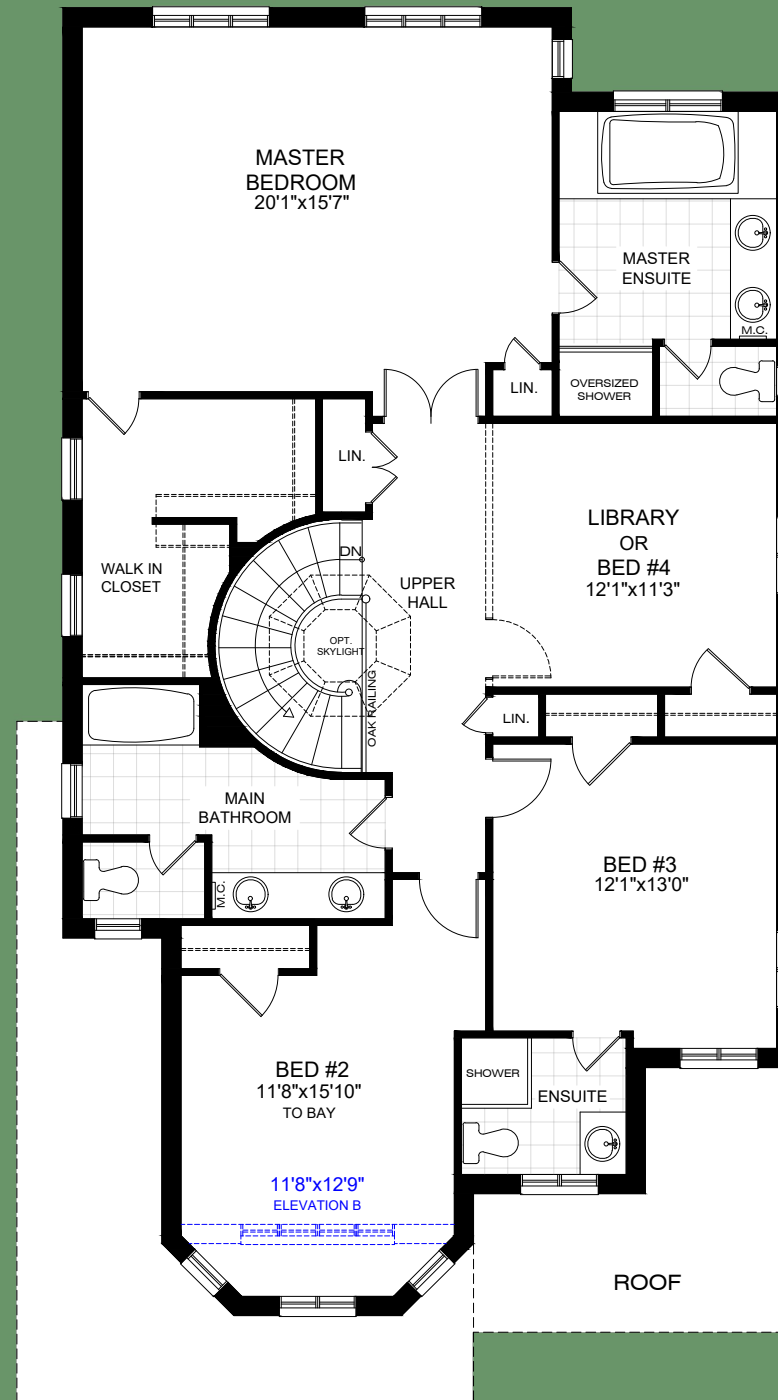 MASTER
BEDROOM
20'1"x15'7"
MASTER
ENSUITE
M.C.
LIN.
OVERSIZED
SHOWER
LIN.
LIBRARY
OR
BED #4
12'1"x11'3"
DN
WALK IN
CLOSET
UPPER
HALL
OPT.
SKYLIGHT
OAK RAILING
LIN.
MAIN
BATHROOM
M.C.
BED #3
12'1"x13'0"
BED #2
11'8"x15'10"
TO BAY
SHOWER
ENSUITE
11'8"x12'9"
ELEVATION B
ROOF